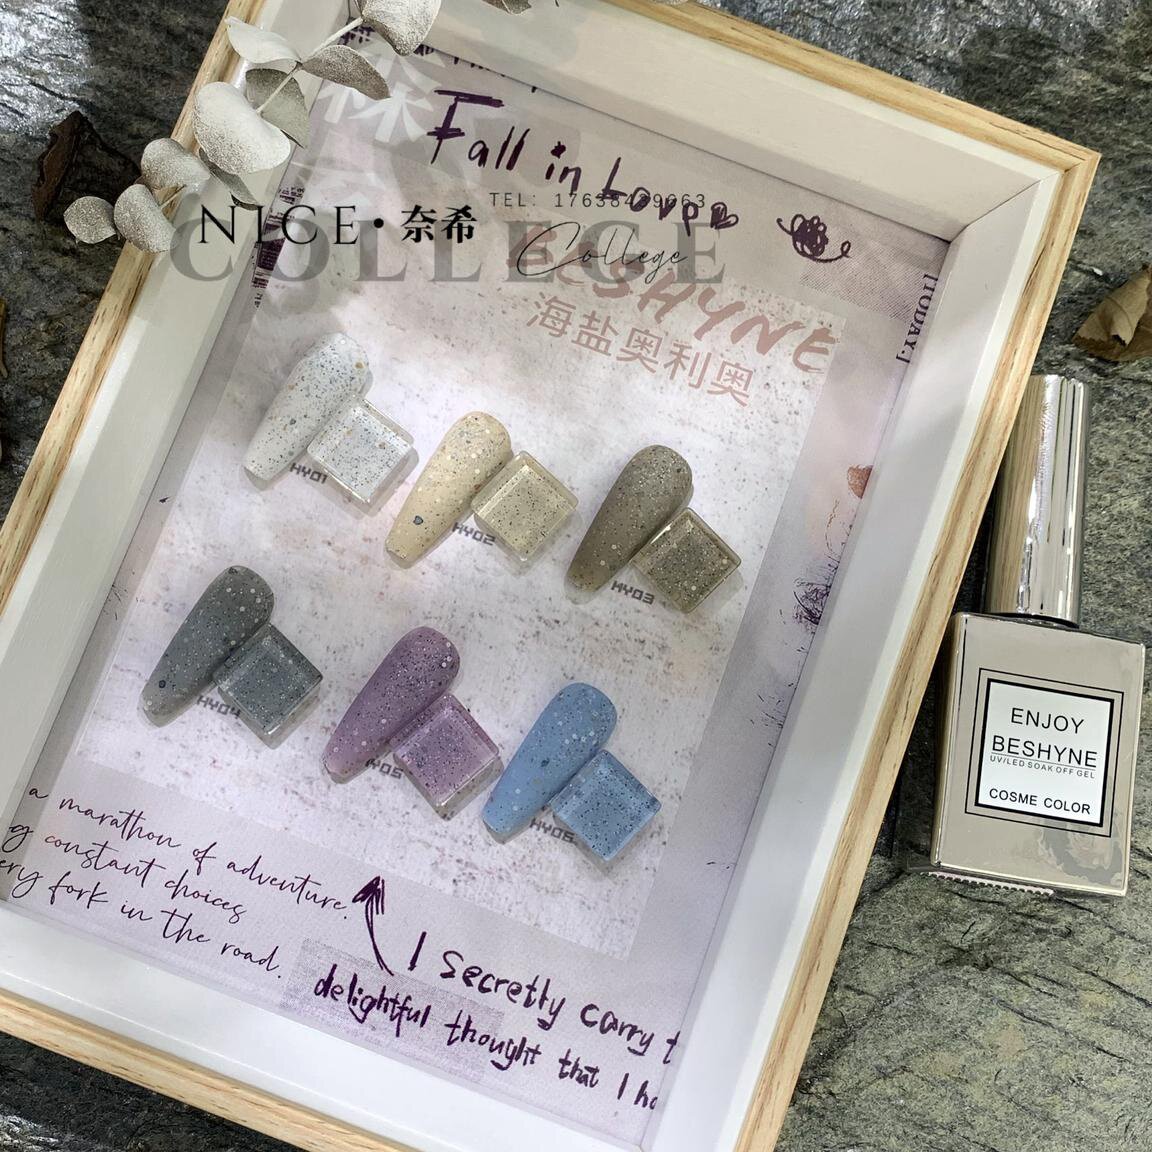 Fall in Love
TEL: 17638439663
NICE·奈希
COLLEGE
College
BESHYNE
海盐奥利奥
[TODAY.]
HY01
HY02
HY03
HY04
HY05
HY06
a marathon of adventure.
constant choices
fork in the road.
I secretly carry t
delightful thought that I ha
ENJOY
BESHYNE
UV/LED SOAK OFF GEL
COSME COLOR